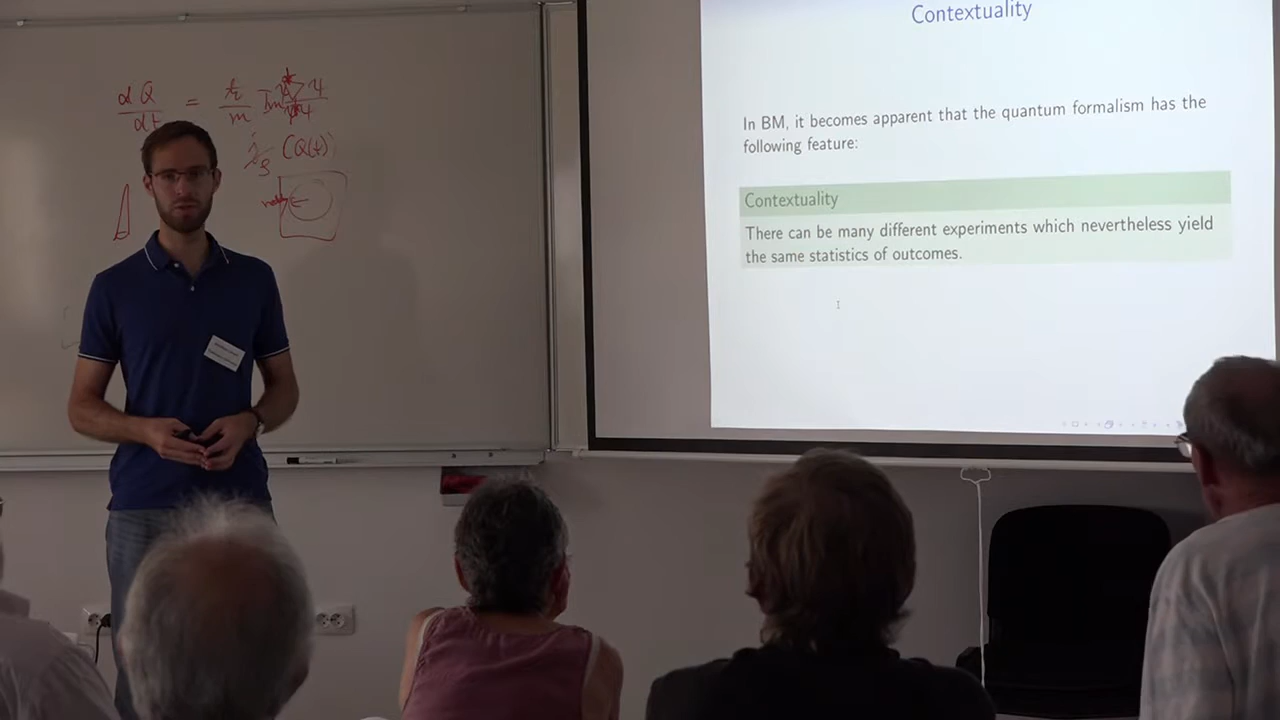 Contextuality
In BM, it becomes apparent that the quantum formalism has the
following feature:
Contextuality
There can be many different experiments which nevertheless yield
the same statistics of outcomes.
dQ/dt = ħ/m Im
(Q(t))